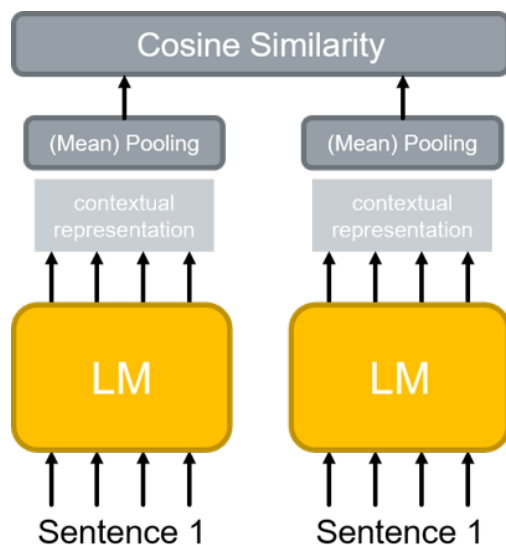 Cosine Similarity
(Mean) Pooling
(Mean) Pooling
contextual
representation
contextual
representation
LM
LM
Sentence 1
Sentence 1